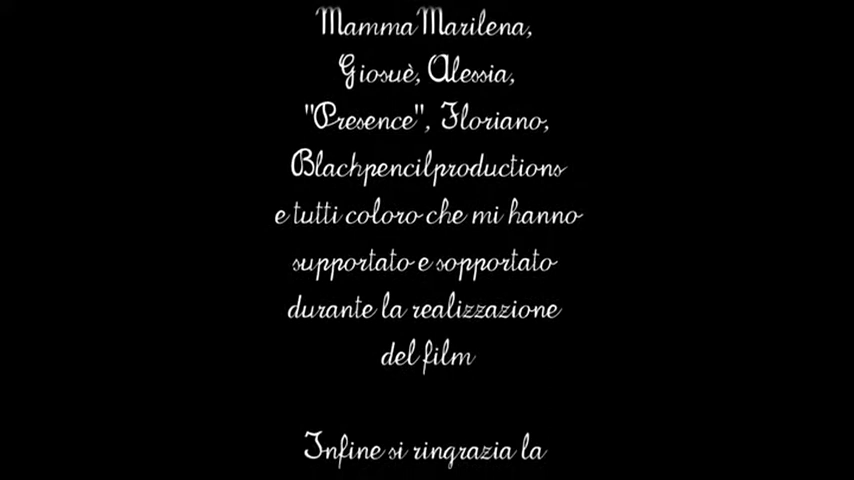 Mamma Marilena,
Giosuè, Alessia,
"Presence", Floriano,
Blackpencilproductions
e tutti coloro che mi hanno
supportato e sopportato
durante la realizzazione
del film
Infine si ringrazia la